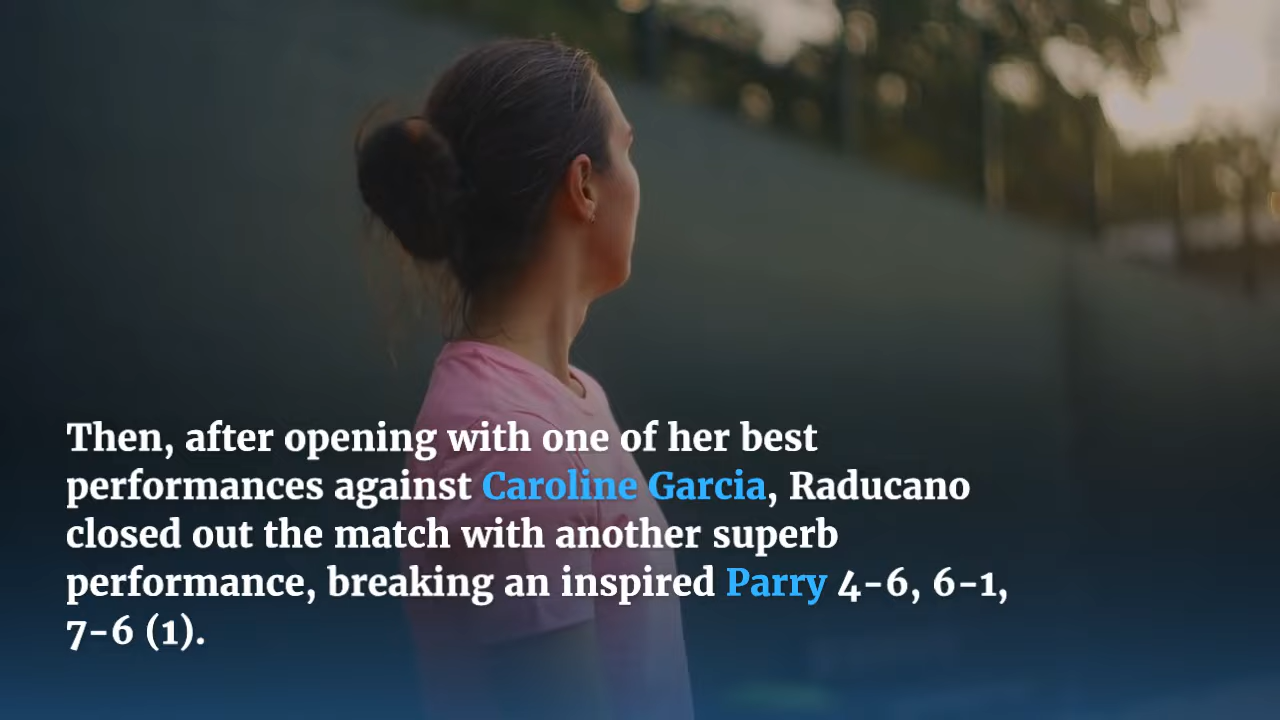 Then, after opening with one of her best
performances against Caroline Garcia, Raducano
closed out the match with another superb
performance, breaking an inspired Parry 4-6, 6-1,
7-6 (1).